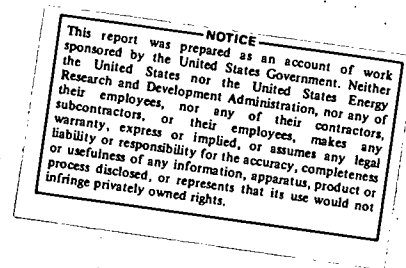 NOTICE
This report was prepared as an account of work
sponsored by the United States Government. Neither
the United States nor the United States Energy
Research and Development Administration, nor any of
their employees, nor any of their contractors,
subcontractors, or their employees, makes any
warranty, express or implied, or assumes any legal
liability or responsibility for the accuracy, completeness
or usefulness of any information, apparatus, product or
process disclosed, or represents that its use would not
infringe privately owned rights.